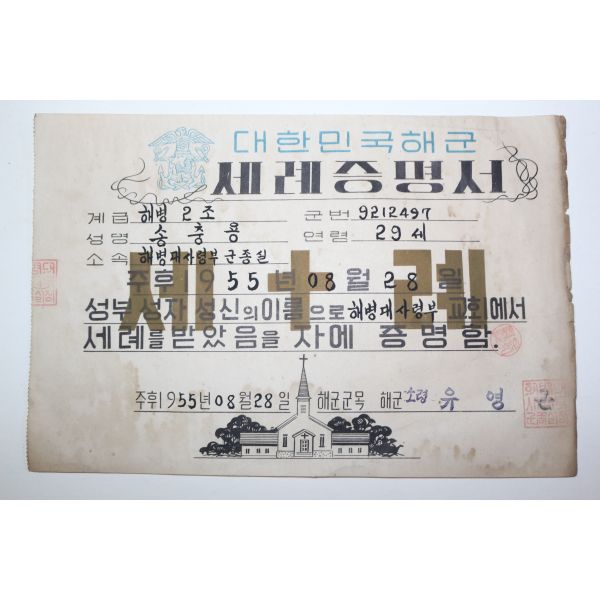 대한민국해군
세례증명서
계급 해병 2조 군번 9212497
성명 송충용 연령 29세
소속 해병대사령부 군종실
주후 1955년 08월 28일
성부 성자 성신의 이름으로 해병대사령부 교회에서
세례를 받았음을 자에 증명함.
주후 1955년 08월 28일 해군군목 해군 소령 유영근